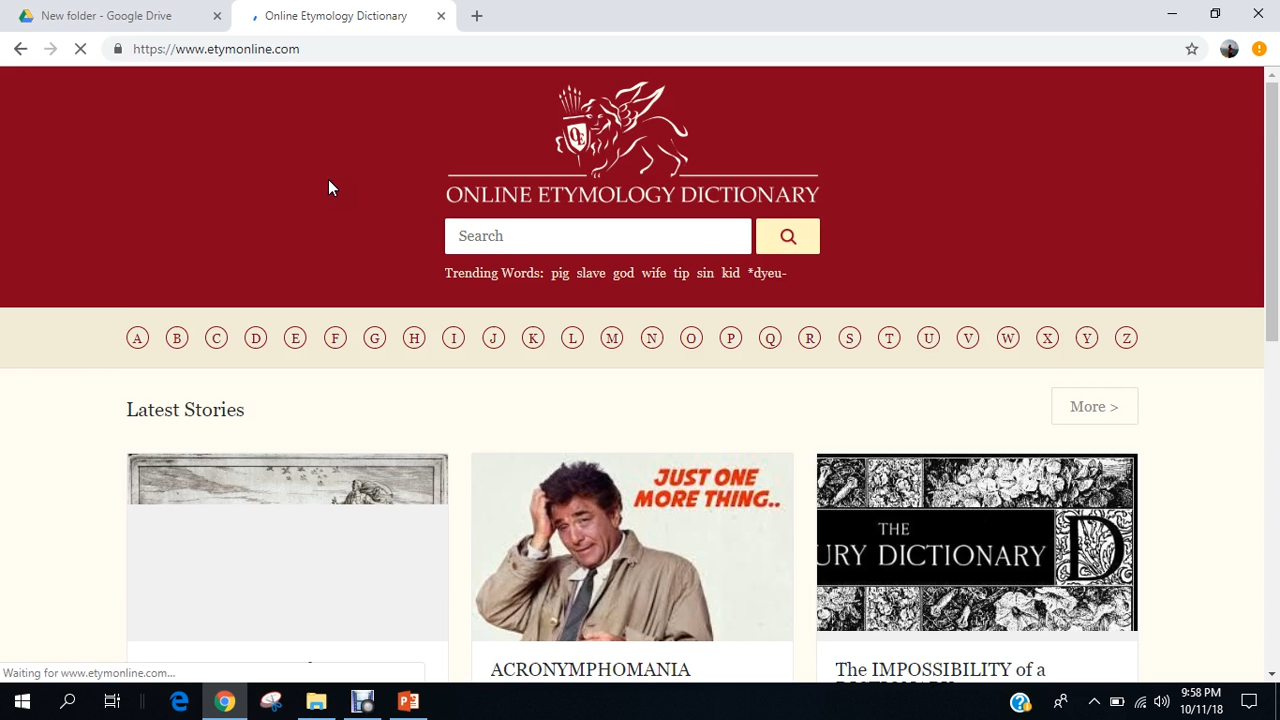 New folder - Google Drive
Online Etymology Dictionary
https://www.etymonline.com
OE
ONLINE ETYMOLOGY DICTIONARY
Search
Trending Words: pig slave god wife tip sin kid *dyeu-
A B C D E F G H I J K L M N O P Q R S T U V W X Y Z
Latest Stories
More >
JUST ONE
MORE THING..
THE
URY DICTIONARY
D
ACRONYMPHOMANIA
The IMPOSSIBILITY of a
Waiting for www.etymonline.com...
9:58 PM
10/11/18